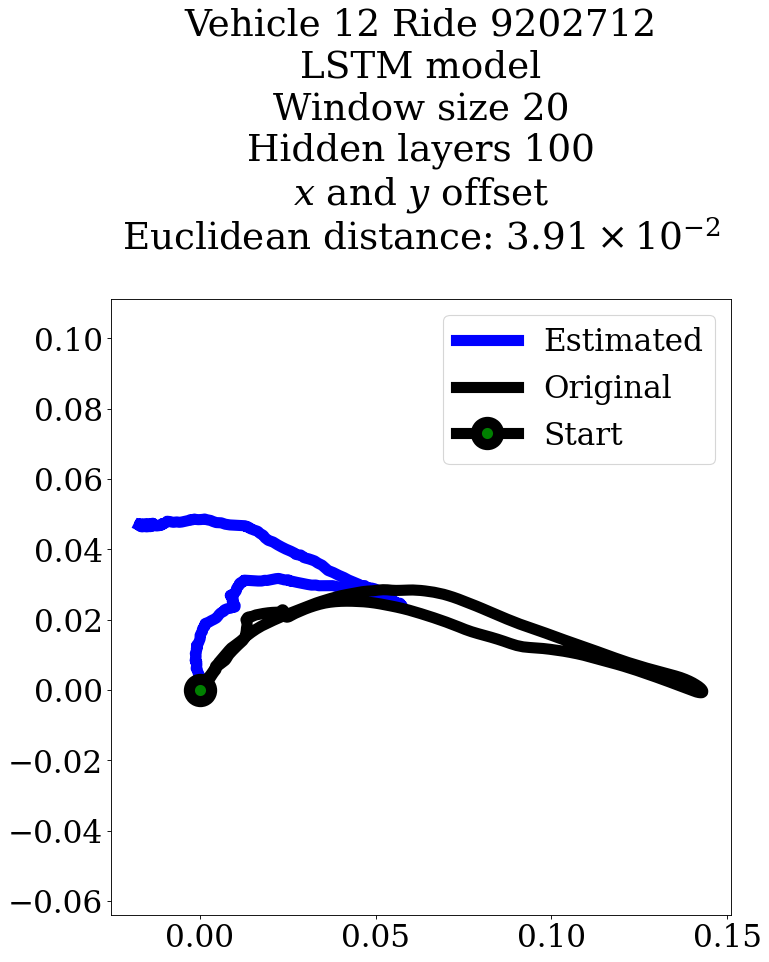 Vehicle 12 Ride 9202712
LSTM model
Window size 20
Hidden layers 100
x and y offset
Euclidean distance: 3.91 × 10⁻²
Estimated
Original
Start
0.10
0.08
0.06
0.04
0.02
0.00
−0.02
−0.04
−0.06
0.00 0.05 0.10 0.15